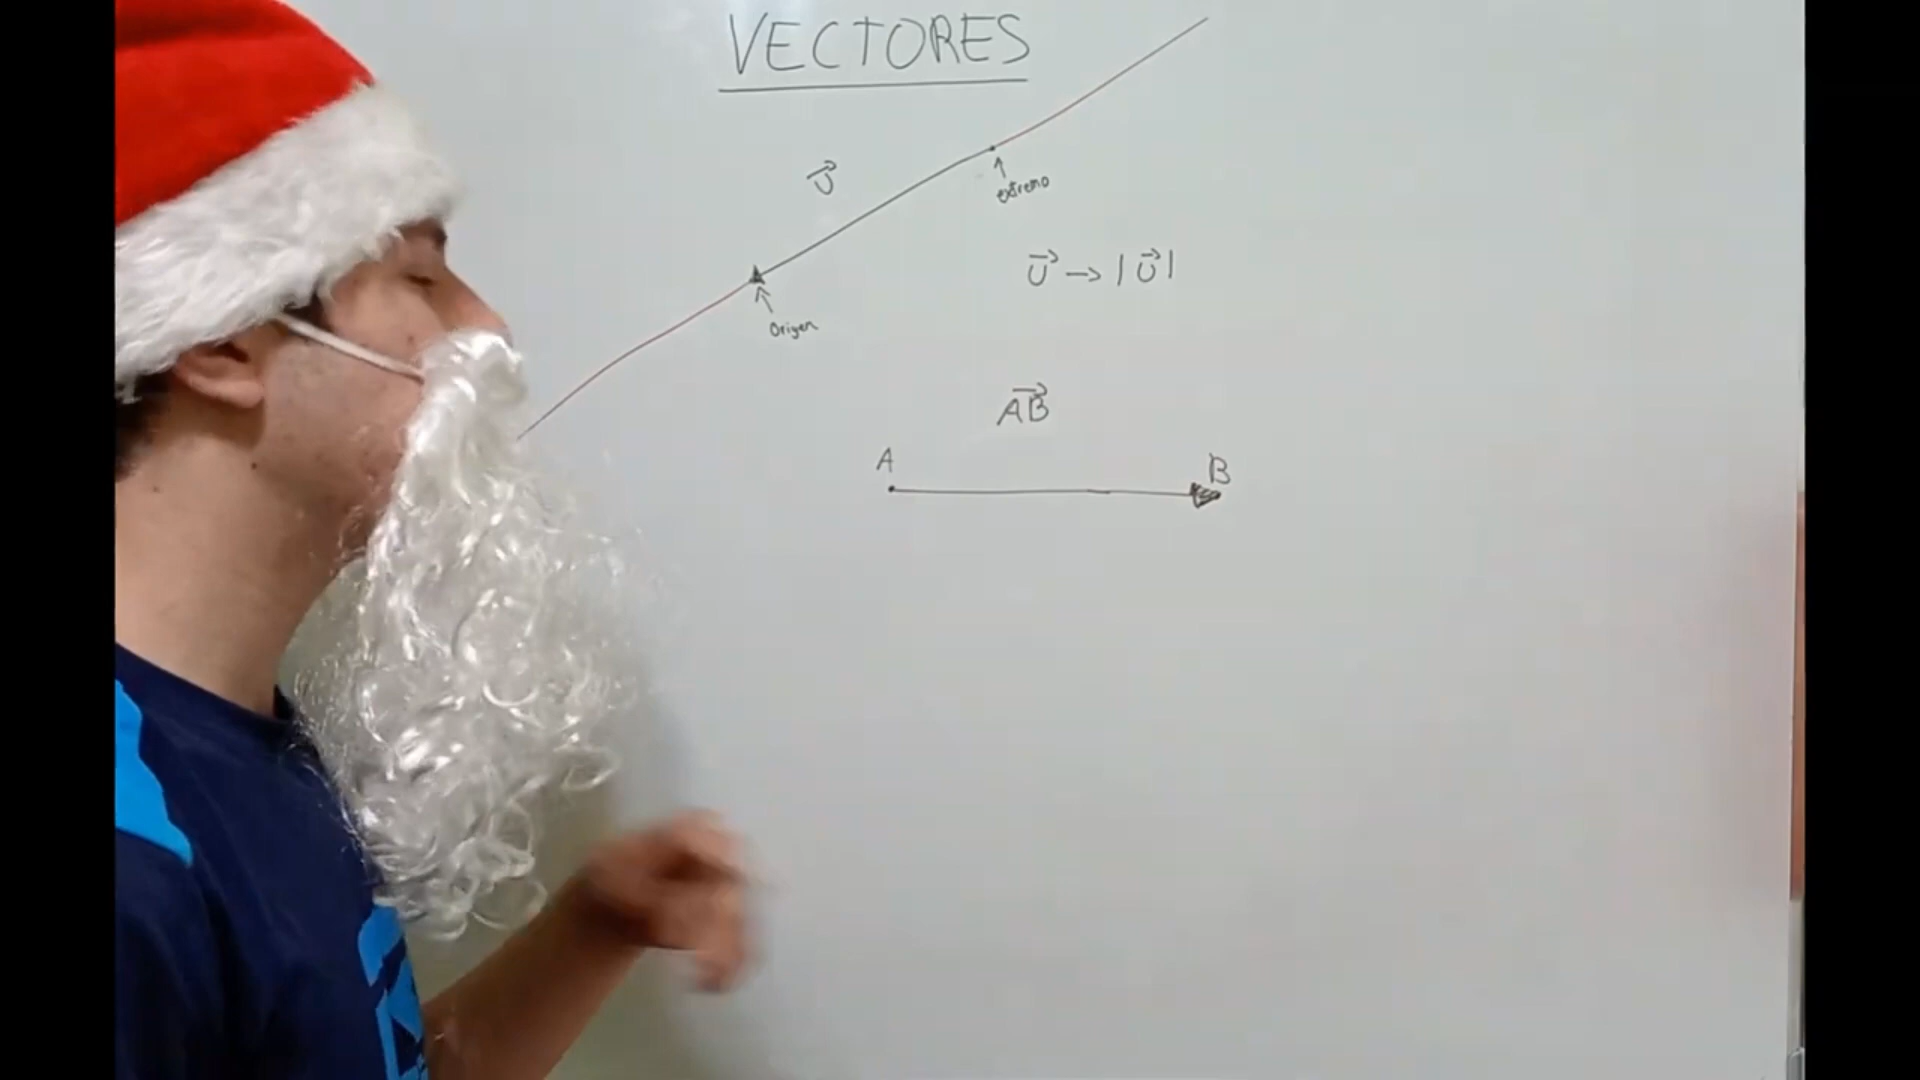 VECTORES
U⃗
extremo
U⃗ → |U⃗|
Origen
AB⃗
A B